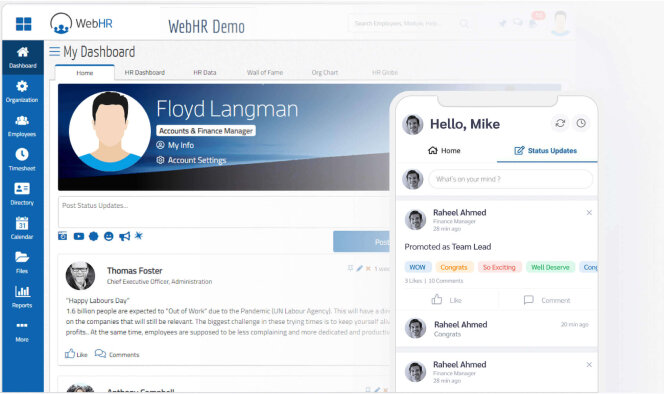 WebHR
WebHR Demo
Search Employees, Module, Help...
My Dashboard
Home
HR Dashboard
HR Data
Wall of Fame
Org Chart
HR Globe
Dashboard
Organization
Employees
Timesheet
Directory
31
Calendar
Files
Reports
More
Floyd Langman
Accounts & Finance Manager
My Info
Account Settings
Post Status Updates...
Post
Thomas Foster
Chief Executive Officer, Administration
1 wee
"Happy Labours Day"
1.6 billion people are expected to "Out of Work" due to the Pandemic (UN Labour Agency). This will have a di
on the companies that will still be relevant. The biggest challenge in these trying times is to keep yourself aliv
profits.. At the same time, employees are supposed to be less complaining and more dedicated and productiv
Like
Comments
Anthony Campbell
Hello, Mike
Home
Status Updates
What's on your mind ?
Raheel Ahmed
Finance Manager
28 min ago
Promoted as Team Lead
WOW
Congrats
So Exciting
Well Deserve
Cong
3 Likes | 10 Comments
Like
Comment
Raheel Ahmed
20 min ago
Congrats
Raheel Ahmed
Finance Manager
28 min ago